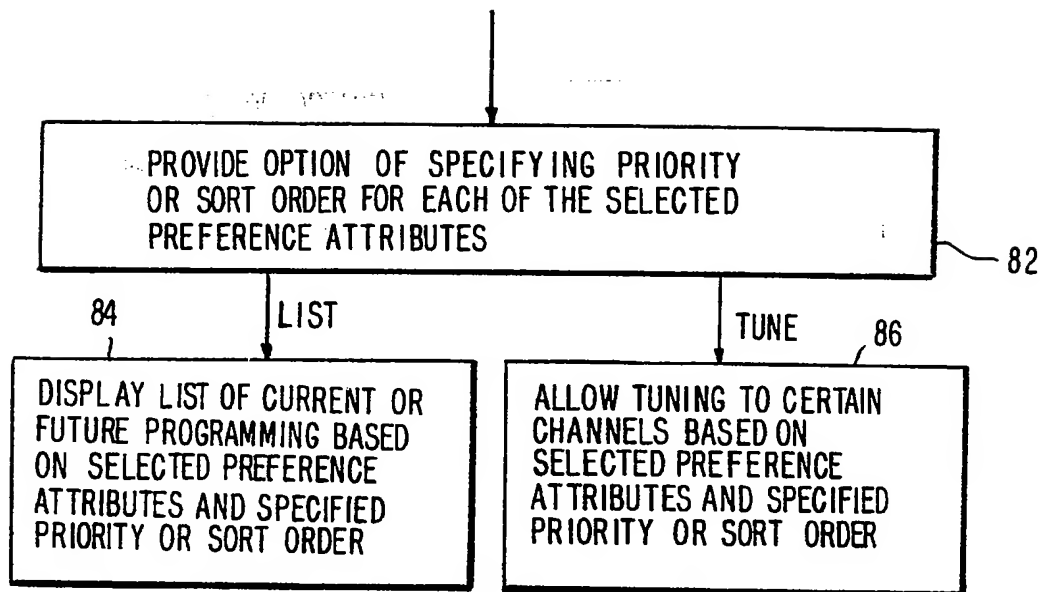 PROVIDE OPTION OF SPECIFYING PRIORITY
OR SORT ORDER FOR EACH OF THE SELECTED
PREFERENCE ATTRIBUTES
82
84
LIST
TUNE
86
DISPLAY LIST OF CURRENT OR
FUTURE PROGRAMMING BASED
ON SELECTED PREFERENCE
ATTRIBUTES AND SPECIFIED
PRIORITY OR SORT ORDER
ALLOW TUNING TO CERTAIN
CHANNELS BASED ON
SELECTED PREFERENCE
ATTRIBUTES AND SPECIFIED
PRIORITY OR SORT ORDER